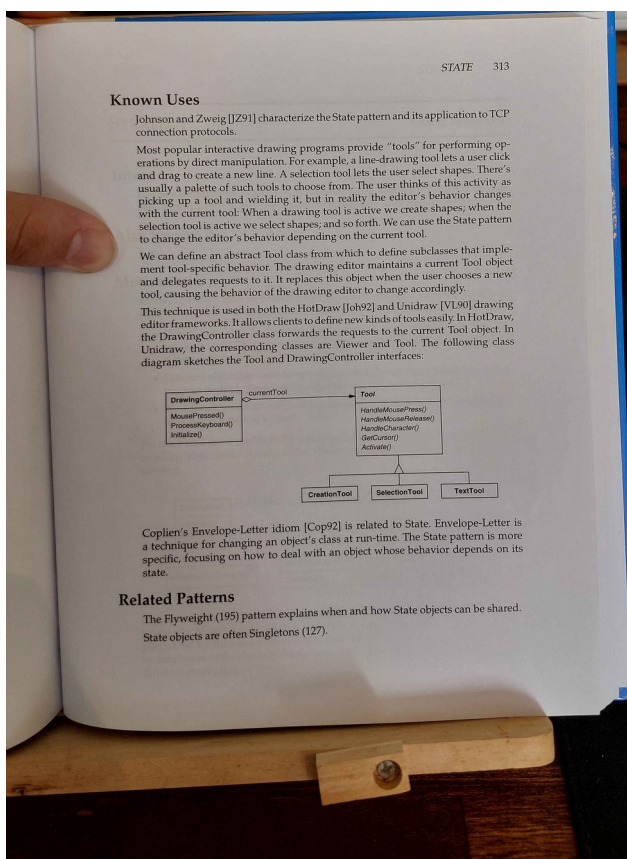 STATE 313
Known Uses
Johnson and Zweig [JZ91] characterize the State pattern and its application to TCP
connection protocols.
Most popular interactive drawing programs provide "tools" for performing op-
erations by direct manipulation. For example, a line-drawing tool lets a user click
and drag to create a new line. A selection tool lets the user select shapes. There's
usually a palette of such tools to choose from. The user thinks of this activity as
picking up a tool and wielding it, but in reality the editor's behavior changes
with the current tool: When a drawing tool is active we create shapes; when the
selection tool is active we select shapes; and so forth. We can use the State pattern
to change the editor's behavior depending on the current tool.
We can define an abstract Tool class from which to define subclasses that imple-
ment tool-specific behavior. The drawing editor maintains a current Tool object
and delegates requests to it. It replaces this object when the user chooses a new
tool, causing the behavior of the drawing editor to change accordingly.
This technique is used in both the HotDraw [Joh92] and Unidraw [VL90] drawing
editor frameworks. It allows clients to define new kinds of tools easily. In HotDraw,
the DrawingController class forwards the requests to the current Tool object. In
Unidraw, the corresponding classes are Viewer and Tool. The following class
diagram sketches the Tool and DrawingController interfaces:
DrawingController
MousePressed()
ProcessKeyboard()
Initialize()
currentTool
Tool
HandleMousePress()
HandleMouseRelease()
HandleCharacter()
GetCursor()
Activate()
CreationTool
SelectionTool
TextTool
Coplien's Envelope-Letter idiom [Cop92] is related to State. Envelope-Letter is
a technique for changing an object's class at run-time. The State pattern is more
specific, focusing on how to deal with an object whose behavior depends on its
state.
Related Patterns
The Flyweight (195) pattern explains when and how State objects can be shared.
State objects are often Singletons (127).